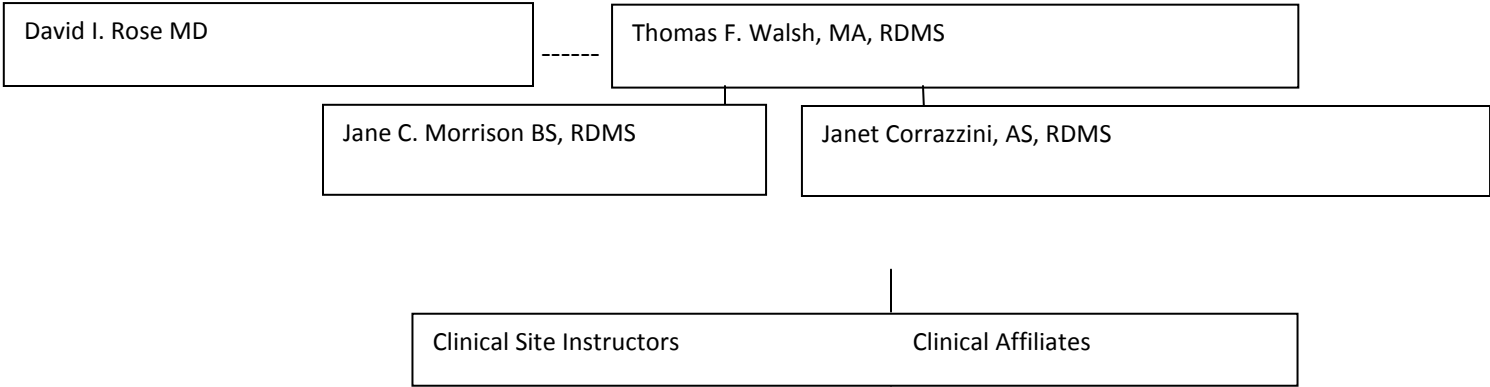 David I. Rose MD
Thomas F. Walsh, MA, RDMS
Jane C. Morrison BS, RDMS
Janet Corrazzini, AS, RDMS
Clinical Site Instructors Clinical Affiliates